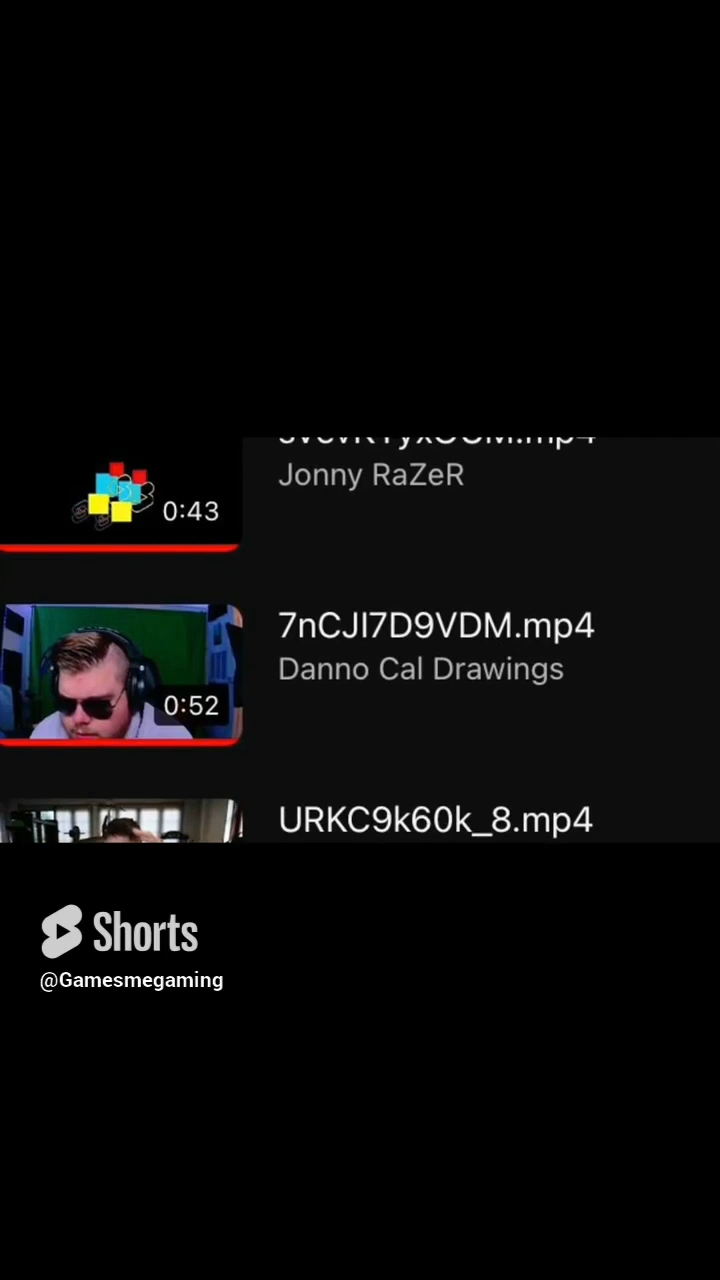 Jonny RaZeR
0:43
7nCJI7D9VDM.mp4
Danno Cal Drawings
0:52
URKC9k60k_8.mp4
Shorts
@Gamesmegaming